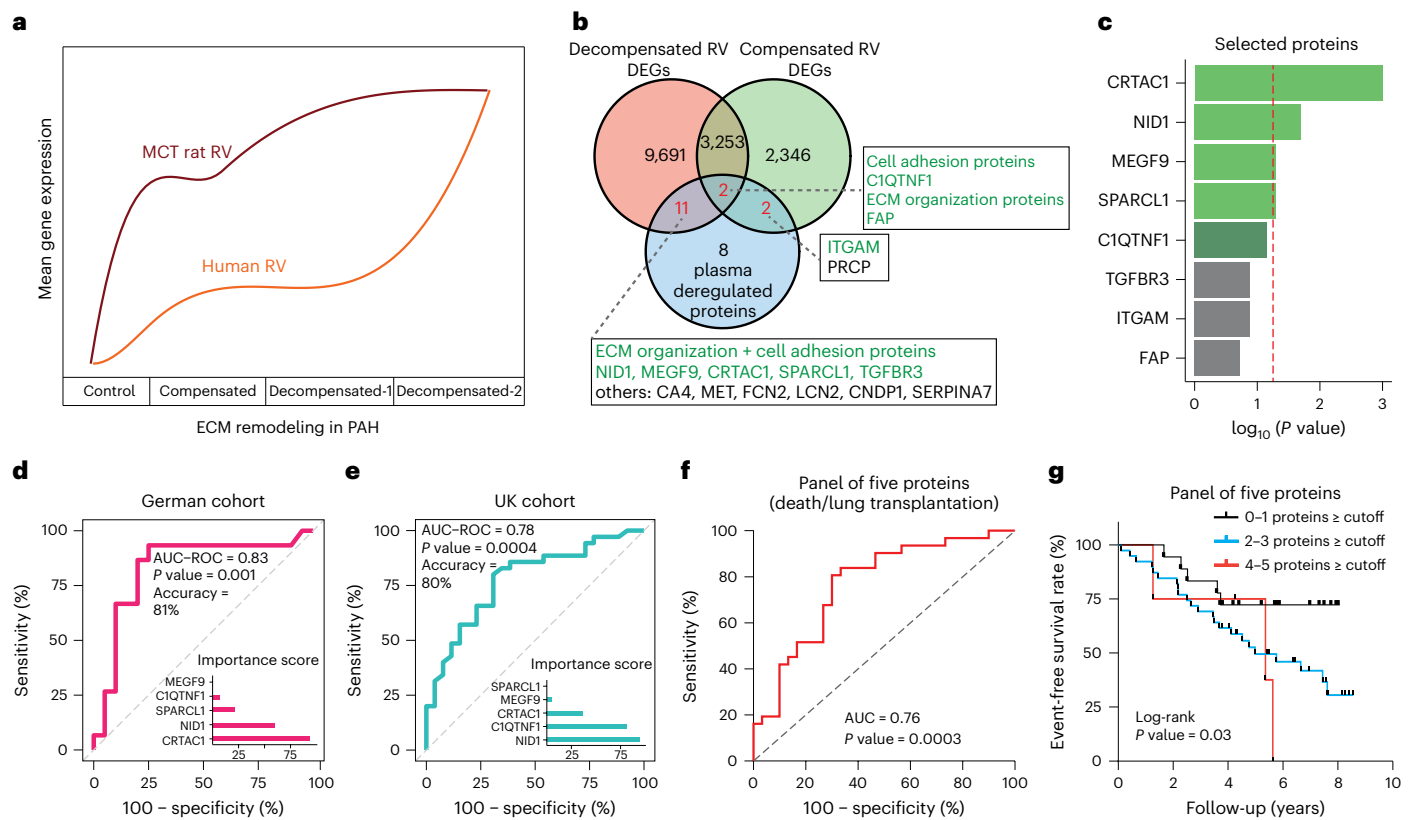 a
Mean gene expression
MCT rat RV
Human RV
Control
Compensated
Decompensated-1
Decompensated-2
ECM remodeling in PAH
b
Decompensated RV
DEGs
Compensated RV
DEGs
9,691
3,253
2,346
2
11
2
8
plasma
deregulated
proteins
Cell adhesion proteins
C1QTNF1
ECM organization proteins
FAP
ITGAM
PRCP
ECM organization + cell adhesion proteins
NID1, MEGF9, CRTAC1, SPARCL1, TGFBR3
others: CA4, MET, FCN2, LCN2, CNDP1, SERPINA7
c
Selected proteins
CRTAC1
NID1
MEGF9
SPARCL1
C1QTNF1
TGFBR3
ITGAM
FAP
0
1
2
3
log10 (P value)
d
German cohort
Sensitivity (%)
100
75
50
25
0
AUC–ROC = 0.83
P value = 0.001
Accuracy =
81%
Importance score
MEGF9
C1QTNF1
SPARCL1
NID1
CRTAC1
25
75
0
25
50
75
100
100 – specificity (%)
e
UK cohort
Sensitivity (%)
100
75
50
25
0
AUC–ROC = 0.78
P value = 0.0004
Accuracy =
80%
Importance score
SPARCL1
MEGF9
CRTAC1
C1QTNF1
NID1
25
75
0
25
50
75
100
100 – specificity (%)
f
Panel of five proteins
(death/lung transplantation)
Sensitivity (%)
100
80
60
40
20
0
AUC = 0.76
P value = 0.0003
0
20
40
60
80
100
100 – specificity (%)
g
Panel of five proteins
0–1 proteins ≥ cutoff
2–3 proteins ≥ cutoff
4–5 proteins ≥ cutoff
Event-free survival rate (%)
100
75
50
25
0
Log-rank
P value = 0.03
0
2
4
6
8
10
Follow-up (years)